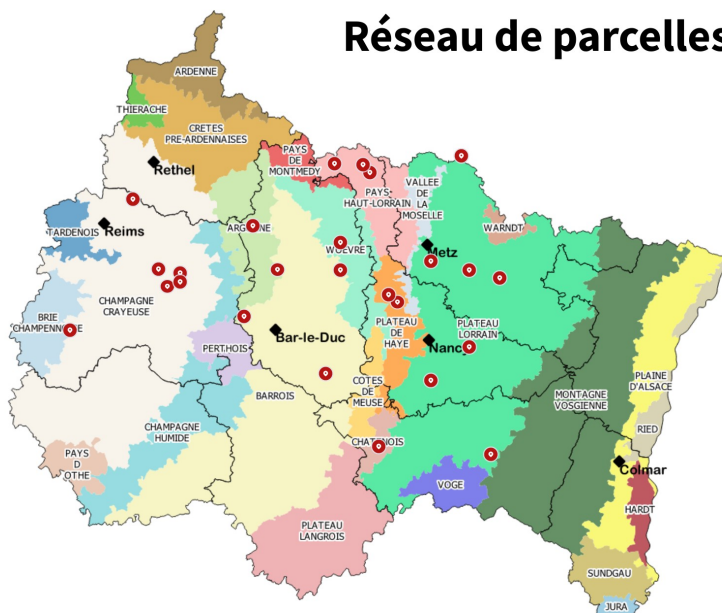 Réseau de parcelles
ARDENNE
THIERACHE
CRETES
PRE-ARDENNAISES
PAYS
DE
MONTMEDY
Rethel
PAYS
HAUT-LORRAIN
VALLEE
DE LA
MOSELLE
WARNDT
TARDENOIS
Reims
ARGONNE
WOEVRE
Metz
CHAMPAGNE
CRAYEUSE
BRIE
CHAMPENNOISE
PERTHOIS
Bar-le-Duc
PLATEAU
DE
HAYE
Nancy
PLATEAU
LORRAIN
PLAINE
D'ALSACE
MONTAGNE
VOSGIENNE
BARROIS
COTES
DE
MEUSE
CHAMPAGNE
HUMIDE
RIED
CHATENOIS
PAYS
D
OTHE
VOGE
Colmar
HARDT
PLATEAU
LANGROIS
SUNDGAU
JURA